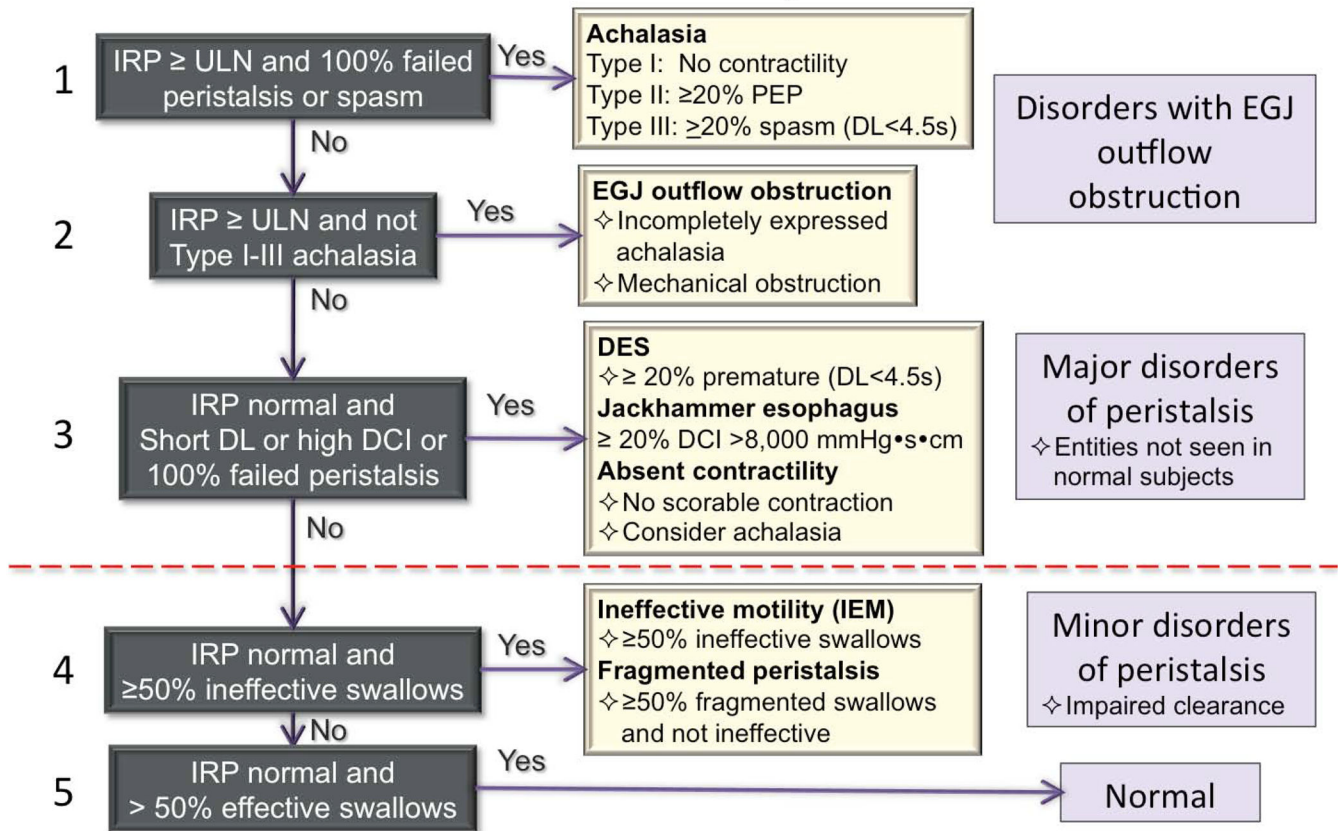 1
IRP ≥ ULN and 100% failed
peristalsis or spasm
Yes
Achalasia
Type I: No contractility
Type II: ≥20% PEP
Type III: ≥20% spasm (DL<4.5s)
Disorders with EGJ
outflow
obstruction
No
2
IRP ≥ ULN and not
Type I-III achalasia
Yes
EGJ outflow obstruction
✧Incompletely expressed
achalasia
✧Mechanical obstruction
No
3
IRP normal and
Short DL or high DCI or
100% failed peristalsis
Yes
DES
✧≥ 20% premature (DL<4.5s)
Jackhammer esophagus
≥ 20% DCI >8,000 mmHg•s•cm
Absent contractility
✧No scorable contraction
✧Consider achalasia
Major disorders
of peristalsis
✧Entities not seen in
normal subjects
No
4
IRP normal and
≥50% ineffective swallows
Yes
Ineffective motility (IEM)
✧≥50% ineffective swallows
Fragmented peristalsis
✧≥50% fragmented swallows
and not ineffective
Minor disorders
of peristalsis
✧Impaired clearance
No
5
IRP normal and
> 50% effective swallows
Yes
Normal